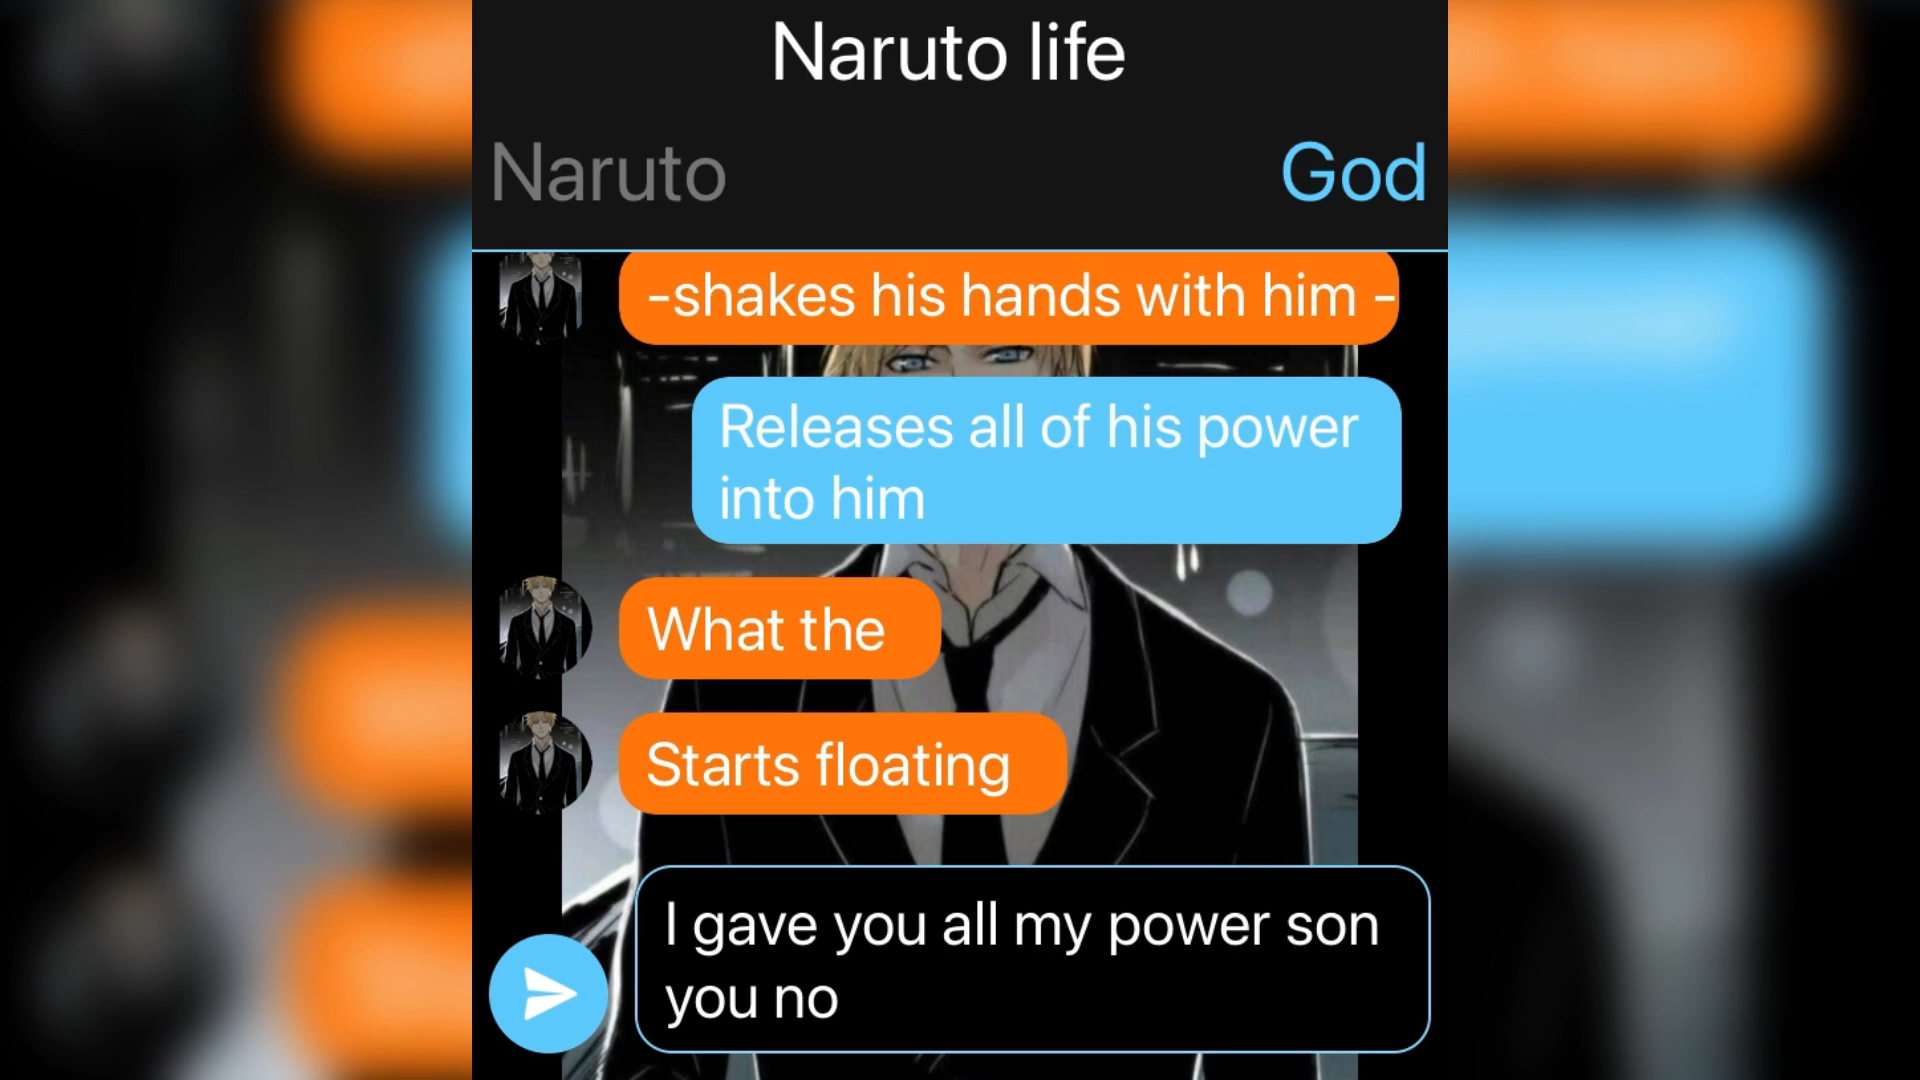 Naruto life
Naruto
God
-shakes his hands with him -
Releases all of his power
into him
What the
Starts floating
I gave you all my power son
you no